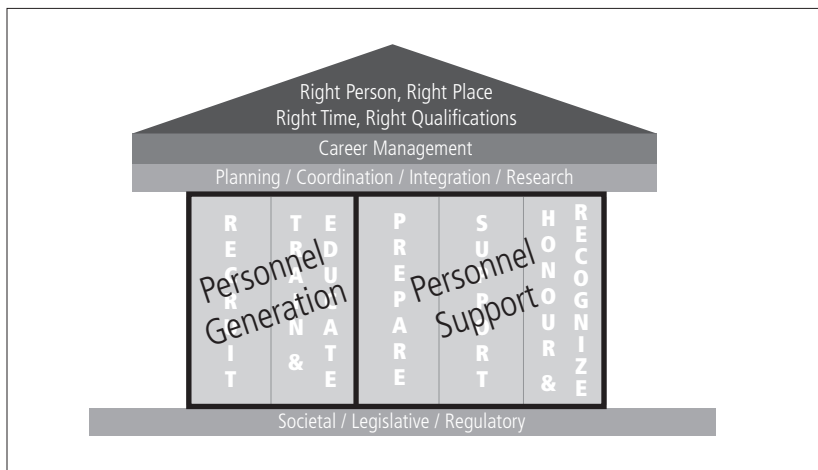 Right Person, Right Place
Right Time, Right Qualifications
Career Management
Planning / Coordination / Integration / Research
RECRUIT
TRAIN &
EDUCATE
Personnel
Generation
PREPARE
SUPPORT
HONOUR &
RECOGNIZE
Personnel
Support
Societal / Legislative / Regulatory